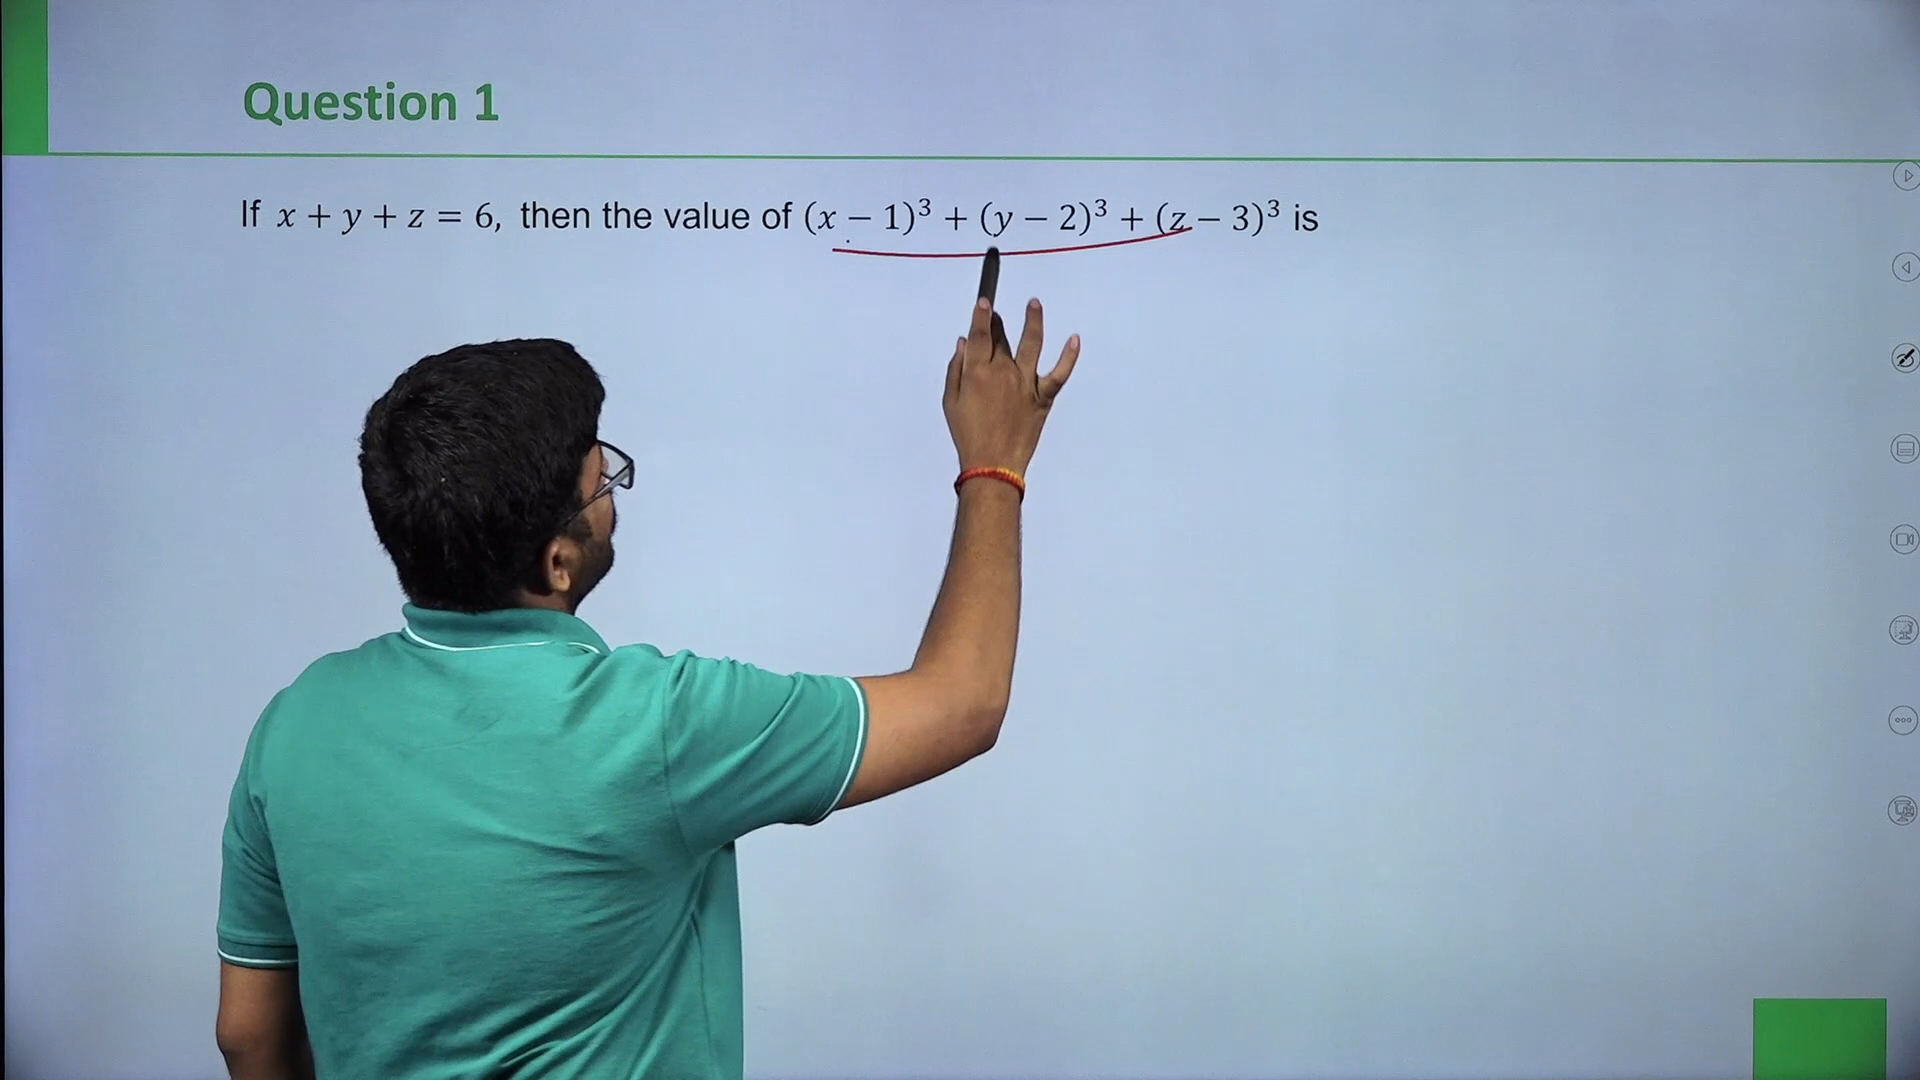 Question 1
If x + y + z = 6, then the value of (x − 1)³ + (y − 2)³ + (z − 3)³ is